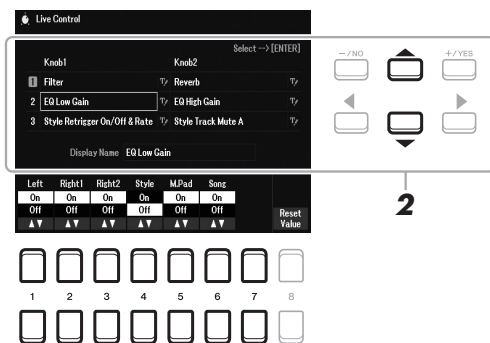 Live Control
Select --> [ENTER]
Knob1 Knob2
1 Filter Reverb
2 EQ Low Gain EQ High Gain
3 Style Retrigger On/Off & Rate Style Track Mute A
Display Name EQ Low Gain
−/NO +/YES
Left Right1 Right2 Style M.Pad Song
On On On On On On
Off Off Off Off Off Off
Reset
Value
2
1 2 3 4 5 6 7 8